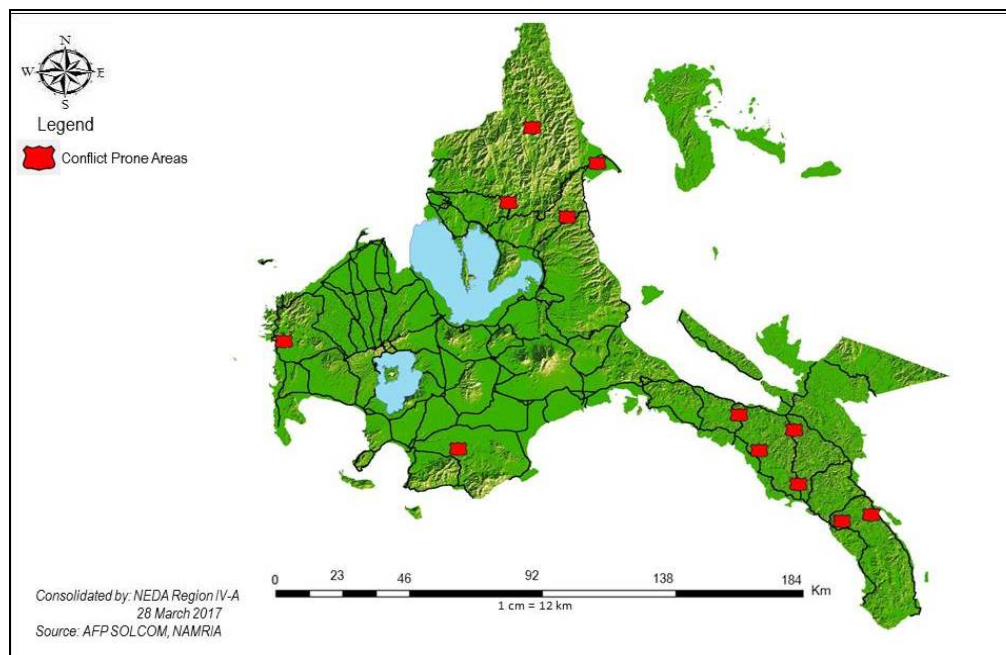 N
W E
S
Legend
Conflict Prone Areas
0 23 46 92 138 184 Km
1 cm = 12 km
Consolidated by: NEDA Region IV-A
28 March 2017
Source: AFP SOLCOM, NAMRIA